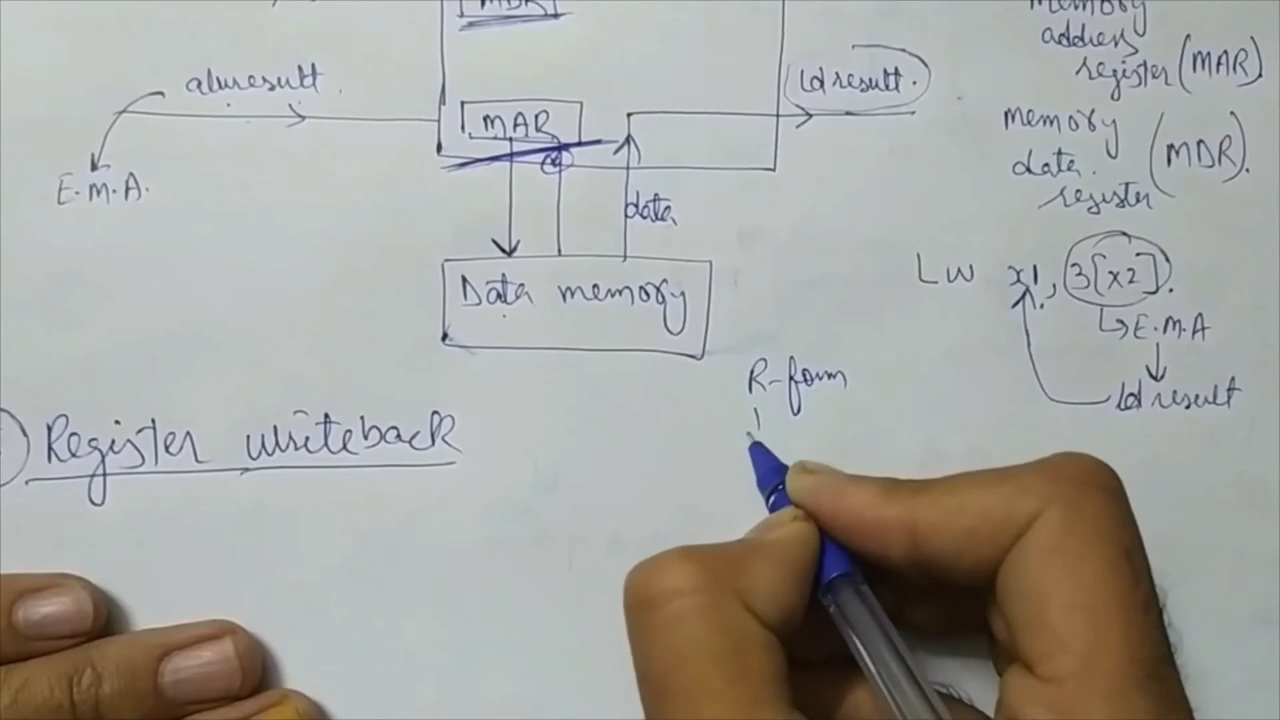 MDR
aluresult.
E.M.A.
MAR
ld result.
data
Data memory
memory
address
register (MAR)
memory
data.
register
(MDR).
Lw x1, 3[x2].
E.M.A
ld result
R-form
Register writeback